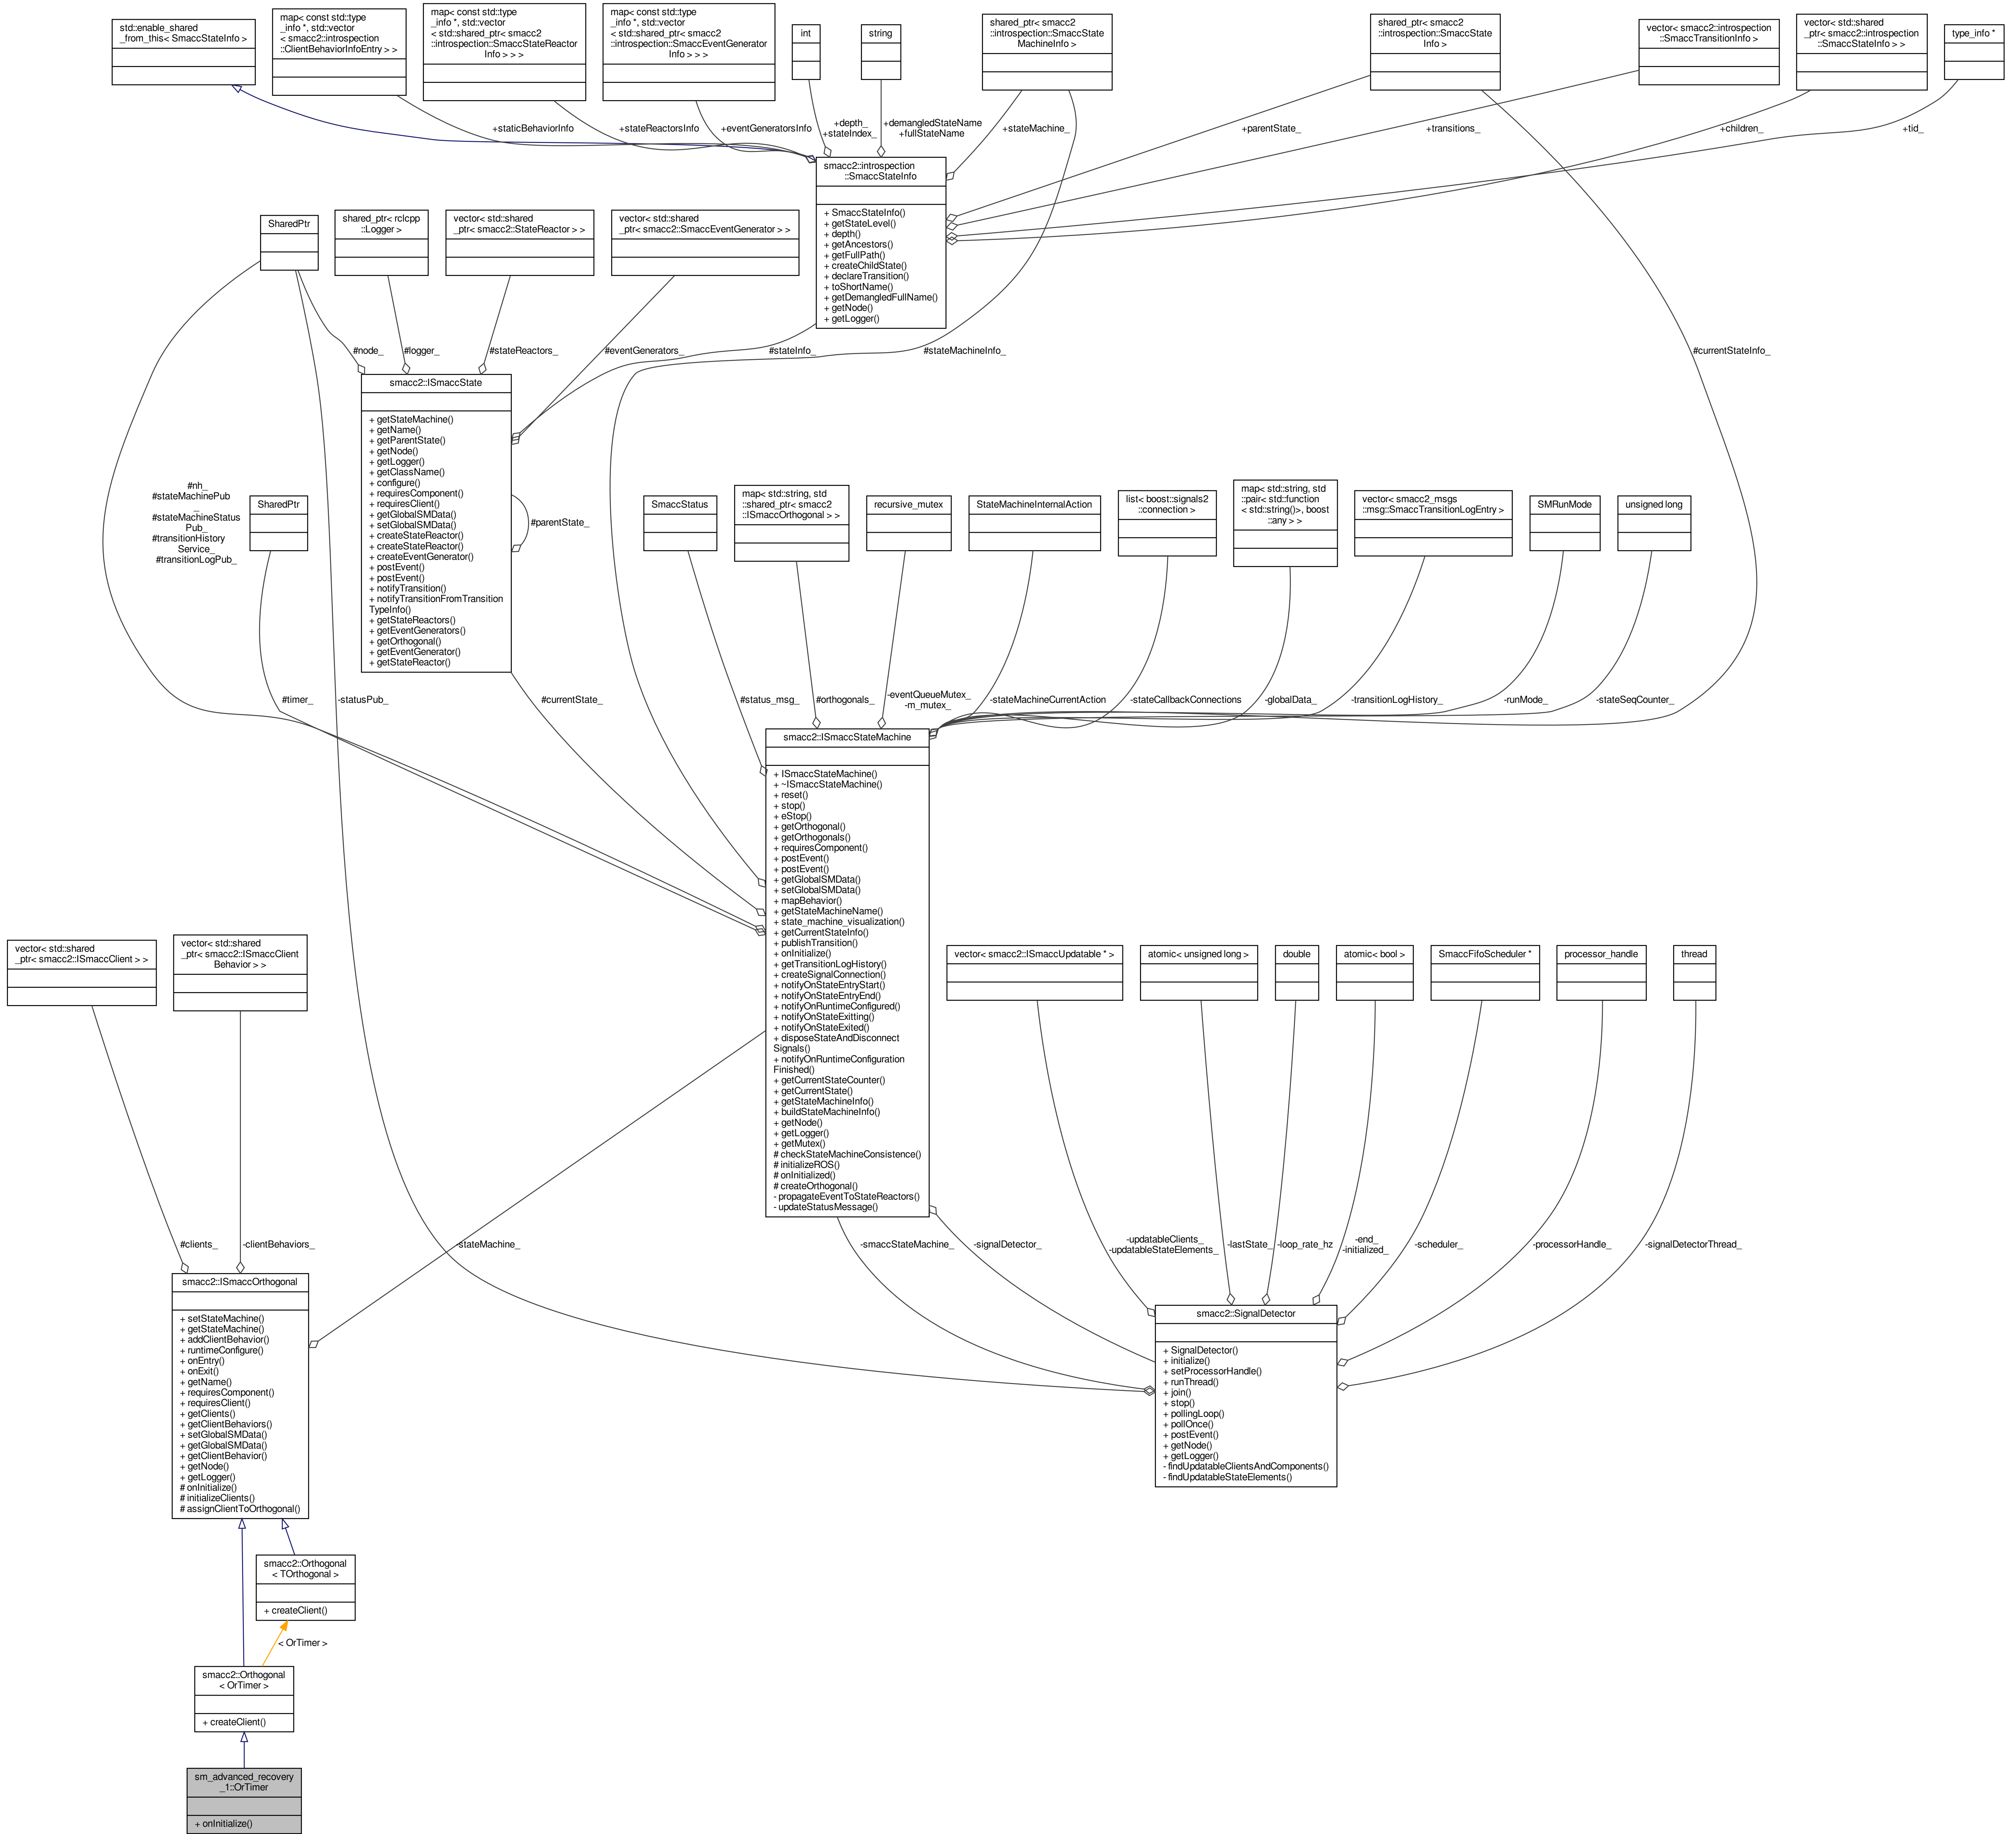 std::enable_shared
_from_this< SmaccStateInfo >
map< const std::type
_info *, std::vector
< smacc2::introspection
::ClientBehaviorInfoEntry > >
map< const std::type
_info *, std::vector
< std::shared_ptr< smacc2
::introspection::SmaccStateReactor
Info > > >
map< const std::type
_info *, std::vector
< std::shared_ptr< smacc2
::introspection::SmaccEventGenerator
Info > > >
int
string
shared_ptr< smacc2
::introspection::SmaccState
MachineInfo >
shared_ptr< smacc2
::introspection::SmaccState
Info >
vector< smacc2::introspection
::SmaccTransitionInfo >
vector< std::shared
_ptr< smacc2::introspection
::SmaccStateInfo > >
type_info *
+staticBehaviorInfo
+stateReactorsInfo
+eventGeneratorsInfo
+depth_
+stateIndex_
+demangledStateName
+fullStateName
+stateMachine_
+parentState_
+transitions_
+children_
+tid_
smacc2::introspection
::SmaccStateInfo
+ SmaccStateInfo()
+ getStateLevel()
+ depth()
+ getAncestors()
+ getFullPath()
+ createChildState()
+ declareTransition()
+ toShortName()
+ getDemangledFullName()
+ getNode()
+ getLogger()
SharedPtr
shared_ptr< rclcpp
::Logger >
vector< std::shared
_ptr< smacc2::StateReactor > >
vector< std::shared
_ptr< smacc2::SmaccEventGenerator > >
#node_
#logger_
#stateReactors_
#eventGenerators_
#stateInfo_
#stateMachineInfo_
#currentStateInfo_
smacc2::ISmaccState
+ getStateMachine()
+ getName()
+ getParentState()
+ getNode()
+ getLogger()
+ getClassName()
+ configure()
+ requiresComponent()
+ requiresClient()
+ getGlobalSMData()
+ setGlobalSMData()
+ createStateReactor()
+ createStateReactor()
+ createEventGenerator()
+ postEvent()
+ postEvent()
+ notifyTransition()
+ notifyTransitionFromTransition
TypeInfo()
+ getStateReactors()
+ getEventGenerators()
+ getOrthogonal()
+ getEventGenerator()
+ getStateReactor()
#parentState_
#nh_
#stateMachinePub
_
#stateMachineStatus
Pub_
#transitionHistory
Service_
#transitionLogPub_
SharedPtr
SmaccStatus
map< std::string, std
::shared_ptr< smacc2
::ISmaccOrthogonal > >
recursive_mutex
StateMachineInternalAction
list< boost::signals2
::connection >
map< std::string, std
::pair< std::function
< std::string()>, boost
::any > >
vector< smacc2_msgs
::msg::SmaccTransitionLogEntry >
SMRunMode
unsigned long
#timer_
-statusPub_
#currentState_
#status_msg_
#orthogonals_
-eventQueueMutex_
-m_mutex_
-stateMachineCurrentAction
-stateCallbackConnections
-globalData_
-transitionLogHistory_
-runMode_
-stateSeqCounter_
smacc2::ISmaccStateMachine
+ ISmaccStateMachine()
+ ~ISmaccStateMachine()
+ reset()
+ stop()
+ eStop()
+ getOrthogonal()
+ getOrthogonals()
+ requiresComponent()
+ postEvent()
+ postEvent()
+ getGlobalSMData()
+ setGlobalSMData()
+ mapBehavior()
+ getStateMachineName()
+ state_machine_visualization()
+ getCurrentStateInfo()
+ publishTransition()
+ onInitialize()
+ getTransitionLogHistory()
+ createSignalConnection()
+ notifyOnStateEntryStart()
+ notifyOnStateEntryEnd()
+ notifyOnRuntimeConfigured()
+ notifyOnStateExitting()
+ notifyOnStateExited()
+ disposeStateAndDisconnect
Signals()
+ notifyOnRuntimeConfiguration
Finished()
+ getCurrentStateCounter()
+ getCurrentState()
+ getStateMachineInfo()
+ buildStateMachineInfo()
+ getNode()
+ getLogger()
+ getMutex()
# checkStateMachineConsistence()
# initializeROS()
# onInitialized()
# createOrthogonal()
- propagateEventToStateReactors()
- updateStatusMessage()
vector< std::shared
_ptr< smacc2::ISmaccClient > >
vector< std::shared
_ptr< smacc2::ISmaccClient
Behavior > >
vector< smacc2::ISmaccUpdatable * >
atomic< unsigned long >
double
atomic< bool >
SmaccFifoScheduler *
processor_handle
thread
#clients_
-clientBehaviors_
-stateMachine_
-smaccStateMachine_
-signalDetector_
-updatableClients_
-updatableStateElements_
-lastState_
-loop_rate_hz
-end_
-initialized_
-scheduler_
-processorHandle_
-signalDetectorThread_
smacc2::ISmaccOrthogonal
+ setStateMachine()
+ getStateMachine()
+ addClientBehavior()
+ runtimeConfigure()
+ onEntry()
+ onExit()
+ getName()
+ requiresComponent()
+ requiresClient()
+ getClients()
+ getClientBehaviors()
+ setGlobalSMData()
+ getGlobalSMData()
+ getClientBehavior()
+ getNode()
+ getLogger()
# onInitialize()
# initializeClients()
# assignClientToOrthogonal()
smacc2::SignalDetector
+ SignalDetector()
+ initialize()
+ setProcessorHandle()
+ runThread()
+ join()
+ stop()
+ pollingLoop()
+ pollOnce()
+ postEvent()
+ getNode()
+ getLogger()
- findUpdatableClientsAndComponents()
- findUpdatableStateElements()
smacc2::Orthogonal
< TOrthogonal >
+ createClient()
< OrTimer >
smacc2::Orthogonal
< OrTimer >
+ createClient()
sm_advanced_recovery
_1::OrTimer
+ onInitialize()